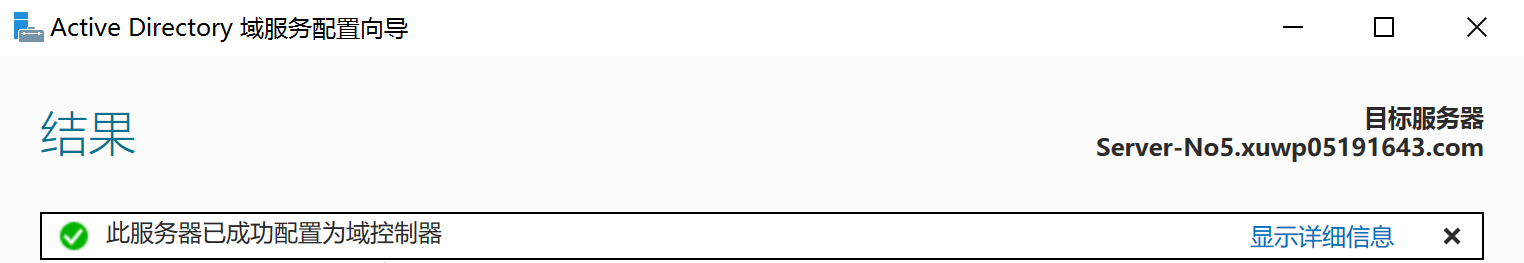 Active Directory 域服务配置向导
结果
目标服务器
Server-No5.xuwp05191643.com
此服务器已成功配置为域控制器
显示详细信息